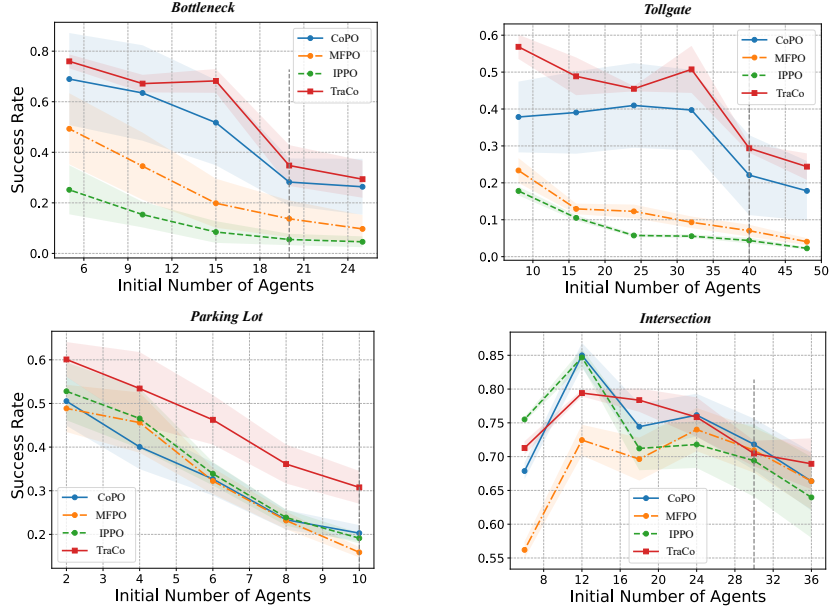 Bottleneck
Success Rate
0.8
0.6
0.4
0.2
0.0
CoPO
MFPO
IPPO
TraCo
6 9 12 15 18 21 24
Initial Number of Agents
Tollgate
0.6
0.5
0.4
0.3
0.2
0.1
0.0
CoPO
MFPO
IPPO
TraCo
10 15 20 25 30 35 40 45 50
Initial Number of Agents
Parking Lot
Success Rate
0.6
0.5
0.4
0.3
0.2
CoPO
MFPO
IPPO
TraCo
2 4 6 8 10
Initial Number of Agents
Intersection
0.85
0.80
0.75
0.70
0.65
0.60
0.55
CoPO
MFPO
IPPO
TraCo
8 12 16 20 24 28 32 36
Initial Number of Agents